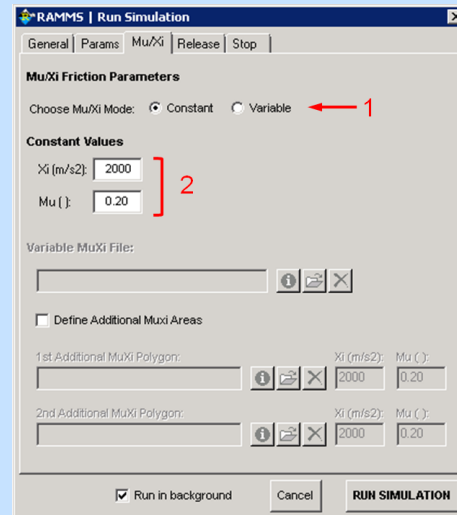 RAMMS | Run Simulation
General Params Mu/Xi Release Stop
Mu/Xi Friction Parameters
Choose Mu/Xi Mode: Constant Variable 1
Constant Values
Xi (m/s2): 2000
Mu ( ): 0.20
2
Variable MuXi File:
Define Additional Muxi Areas
1st Additional MuXi Polygon: Xi (m/s2): Mu ( ):
2000 0.20
2nd Additional MuXi Polygon: Xi (m/s2): Mu ( ):
2000 0.20
Run in background Cancel RUN SIMULATION